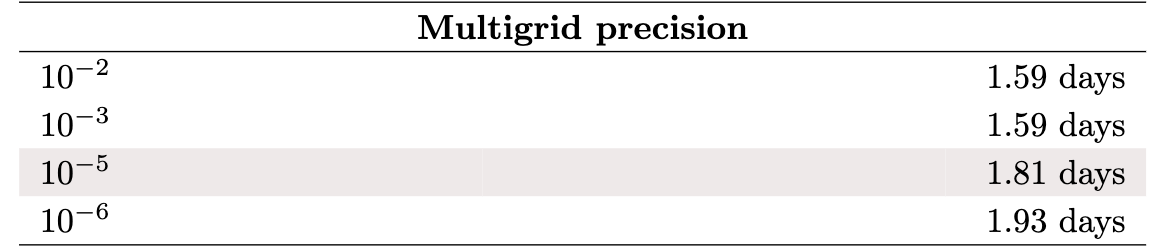 Multigrid precision
10⁻² 1.59 days
10⁻³ 1.59 days
10⁻⁵ 1.81 days
10⁻⁶ 1.93 days